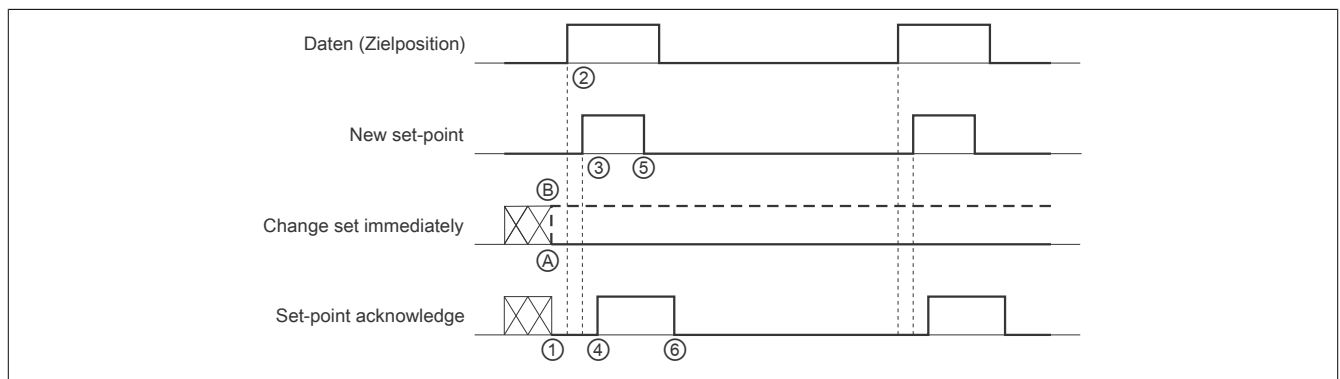 Daten (Zielposition)
②
New set-point
③ ⑤
Ⓑ
Change set immediately
Ⓐ
Set-point acknowledge
① ④ ⑥